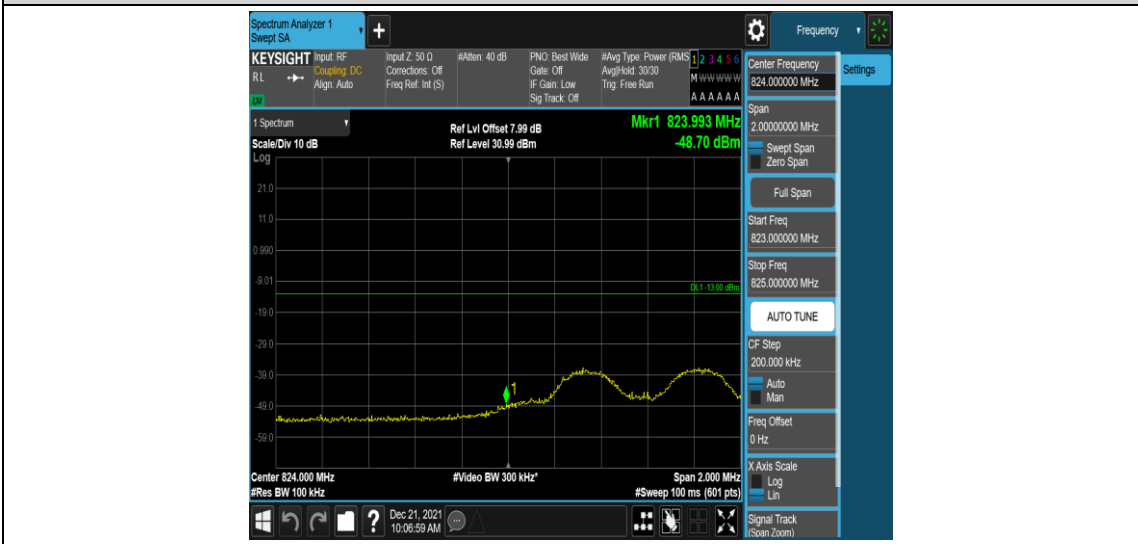 Spectrum Analyzer 1
Swept SA
+
Frequency
KEYSIGHT
RL
LXI
Input: RF
Coupling: DC
Align: Auto
Input Z: 50 Ω
Corrections: Off
Freq Ref: Int (S)
#Atten: 40 dB
PNO: Best Wide
Gate: Off
IF Gain: Low
Sig Track: Off
#Avg Type: Power (RMS
Avg|Hold: 30/30
Trig: Free Run
1 2 3 4 5 6
M W W W W W
A A A A A A
1 Spectrum
Scale/Div 10 dB
Log
Ref Lvl Offset 7.99 dB
Ref Level 30.99 dBm
Mkr1 823.993 MHz
-48.70 dBm
21.0
11.0
0.990
-9.01
DL1 -13.00 dBm
-19.0
-29.0
-39.0
1
-49.0
-59.0
Center 824.000 MHz
#Res BW 100 kHz
#Video BW 300 kHz*
Span 2.000 MHz
#Sweep 100 ms (601 pts)
?
Dec 21, 2021
10:06:59 AM
Center Frequency
824.000000 MHz
Settings
Span
2.00000000 MHz
Swept Span
Zero Span
Full Span
Start Freq
823.000000 MHz
Stop Freq
825.000000 MHz
AUTO TUNE
CF Step
200.000 kHz
Auto
Man
Freq Offset
0 Hz
X Axis Scale
Log
Lin
Signal Track
(Span Zoom)